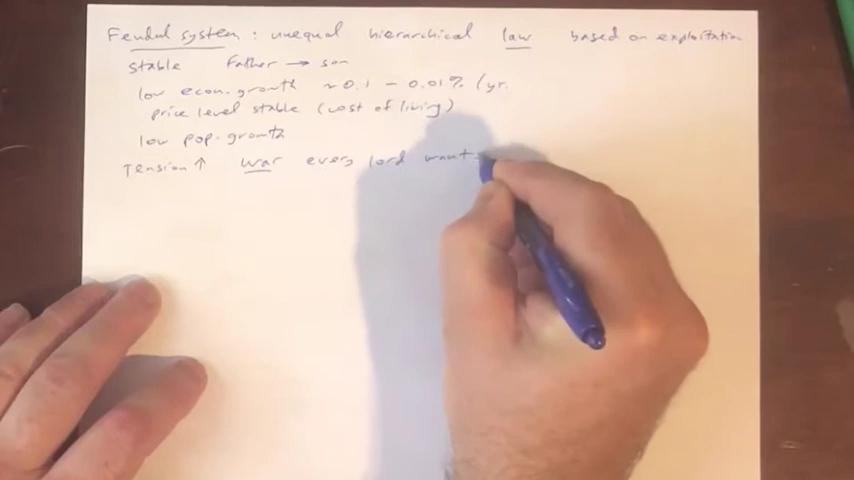 Feudal system : unequal hierarchical law based on exploitation
stable Father → son
low econ. growth ~0.1 - 0.01% / yr.
price level stable (cost of living)
low pop. growth
Tension ↑ war every lord wants